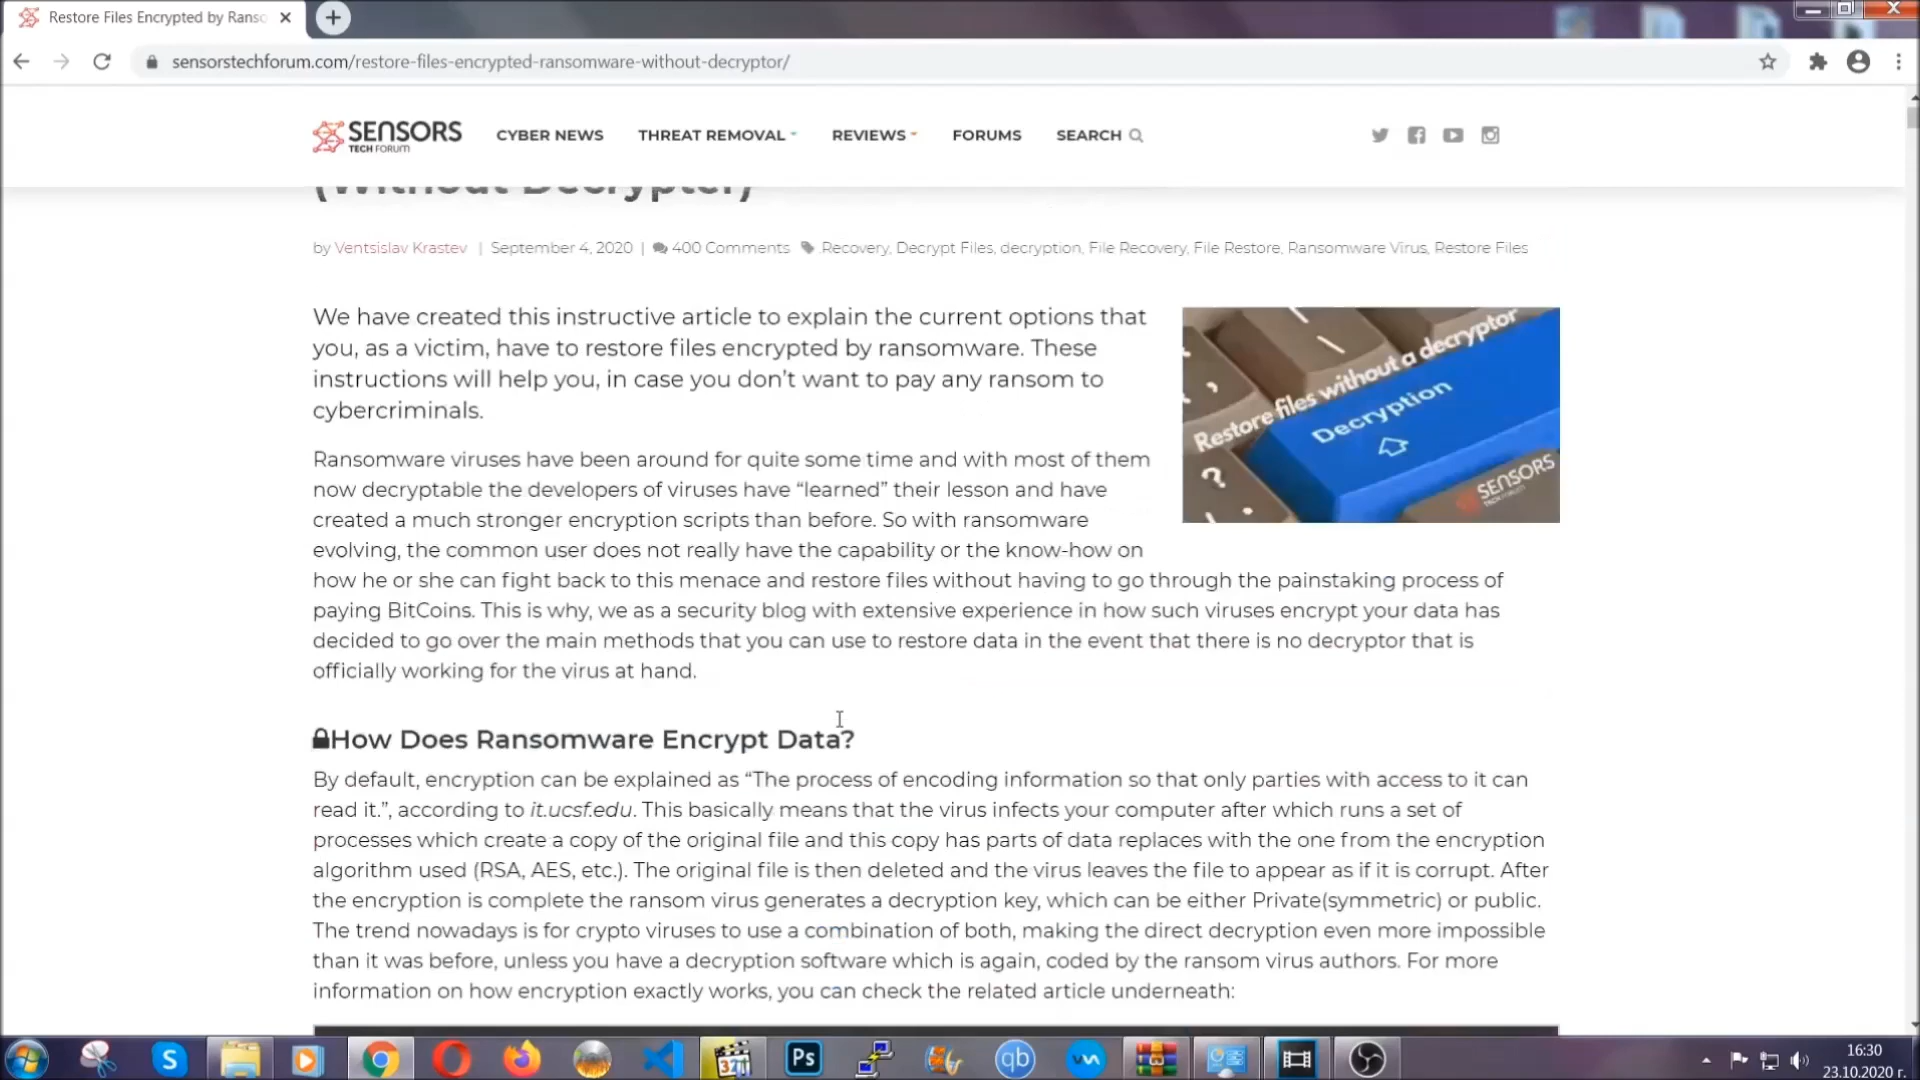 Restore Files Encrypted by Ranso
sensorstechforum.com/restore-files-encrypted-ransomware-without-decryptor/
SENSORS
TECH FORUM
CYBER NEWS THREAT REMOVAL REVIEWS FORUMS SEARCH
(Without Decrypter)
by Ventsislav Krastev | September 4, 2020 | 400 Comments Recovery, Decrypt Files, decryption, File Recovery, File Restore, Ransomware Virus, Restore Files
We have created this instructive article to explain the current options that
you, as a victim, have to restore files encrypted by ransomware. These
instructions will help you, in case you don’t want to pay any ransom to
cybercriminals.
Restore files without a decryptor
Decryption
SENSORS
Ransomware viruses have been around for quite some time and with most of them
now decryptable the developers of viruses have “learned” their lesson and have
created a much stronger encryption scripts than before. So with ransomware
evolving, the common user does not really have the capability or the know-how on
how he or she can fight back to this menace and restore files without having to go through the painstaking process of
paying BitCoins. This is why, we as a security blog with extensive experience in how such viruses encrypt your data has
decided to go over the main methods that you can use to restore data in the event that there is no decryptor that is
officially working for the virus at hand.
How Does Ransomware Encrypt Data?
By default, encryption can be explained as “The process of encoding information so that only parties with access to it can
read it.”, according to it.ucsf.edu. This basically means that the virus infects your computer after which runs a set of
processes which create a copy of the original file and this copy has parts of data replaces with the one from the encryption
algorithm used (RSA, AES, etc.). The original file is then deleted and the virus leaves the file to appear as if it is corrupt. After
the encryption is complete the ransom virus generates a decryption key, which can be either Private(symmetric) or public.
The trend nowadays is for crypto viruses to use a combination of both, making the direct decryption even more impossible
than it was before, unless you have a decryption software which is again, coded by the ransom virus authors. For more
information on how encryption exactly works, you can check the related article underneath:
Ps
qb
16:30
23.10.2020 г.